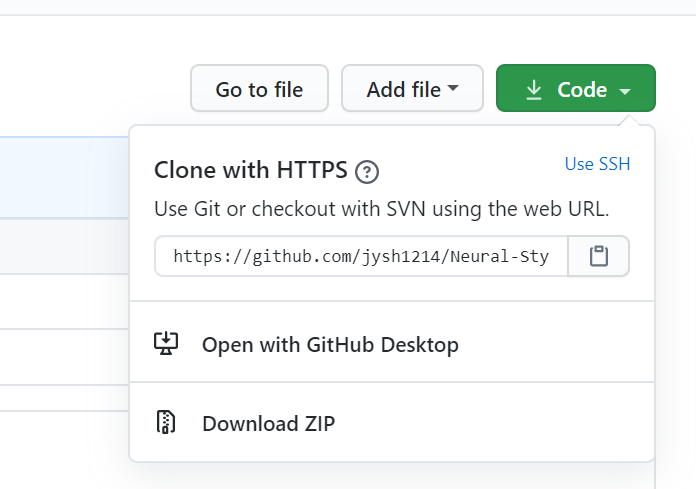 Go to file
Add file
Code
Clone with HTTPS
Use SSH
Use Git or checkout with SVN using the web URL.
https://github.com/jysh1214/Neural-Sty
Open with GitHub Desktop
Download ZIP